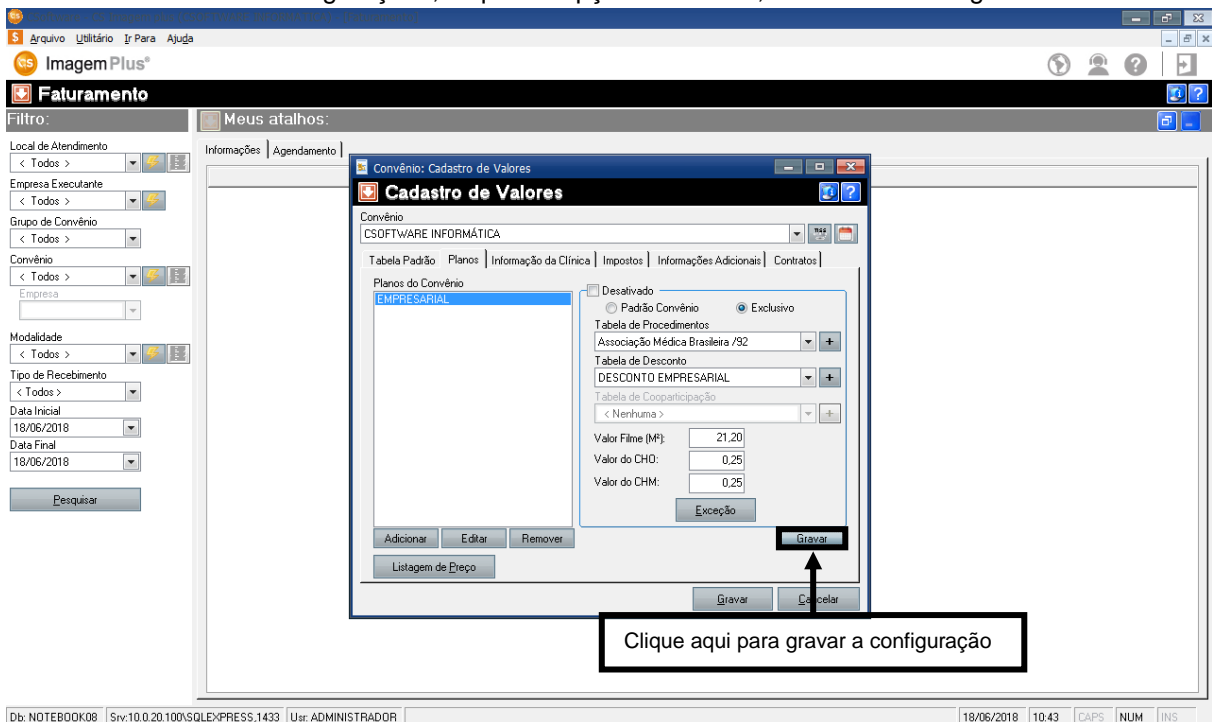 Arquivo Utilitário Ir Para Ajuda
ImagemPlus®
Faturamento
Filtro:
Meus atalhos:
Local de Atendimento
< Todos >
Empresa Executante
< Todos >
Grupo de Convênio
< Todos >
Convênio
< Todos >
Empresa
Modalidade
< Todos >
Tipo de Recebimento
< Todos >
Data Inicial
18/06/2018
Data Final
18/06/2018
Pesquisar
Informações Agendamento
Convênio: Cadastro de Valores
Cadastro de Valores
Convênio
CSOFTWARE INFORMÁTICA
Tabela Padrão Planos Informação da Clínica Impostos Informações Adicionais Contratos
Planos do Convênio
EMPRESARIAL
Desativado
Padrão Convênio Exclusivo
Tabela de Procedimentos
Associação Médica Brasileira /92
+
Tabela de Desconto
DESCONTO EMPRESARIAL
+
Tabela de Cooparticipação
< Nenhuma >
+
Valor Filme (M²): 21,20
Valor do CHO: 0,25
Valor do CHM: 0,25
Exceção
Adicionar Editar Remover
Gravar
Listagem de Preço
Gravar Cancelar
Clique aqui para gravar a configuração
Db: NOTEBOOK08 Srv:10.0.20.100\SQLEXPRESS,1433 Usr: ADMINISTRADOR 18/06/2018 10:43 CAPS NUM INS